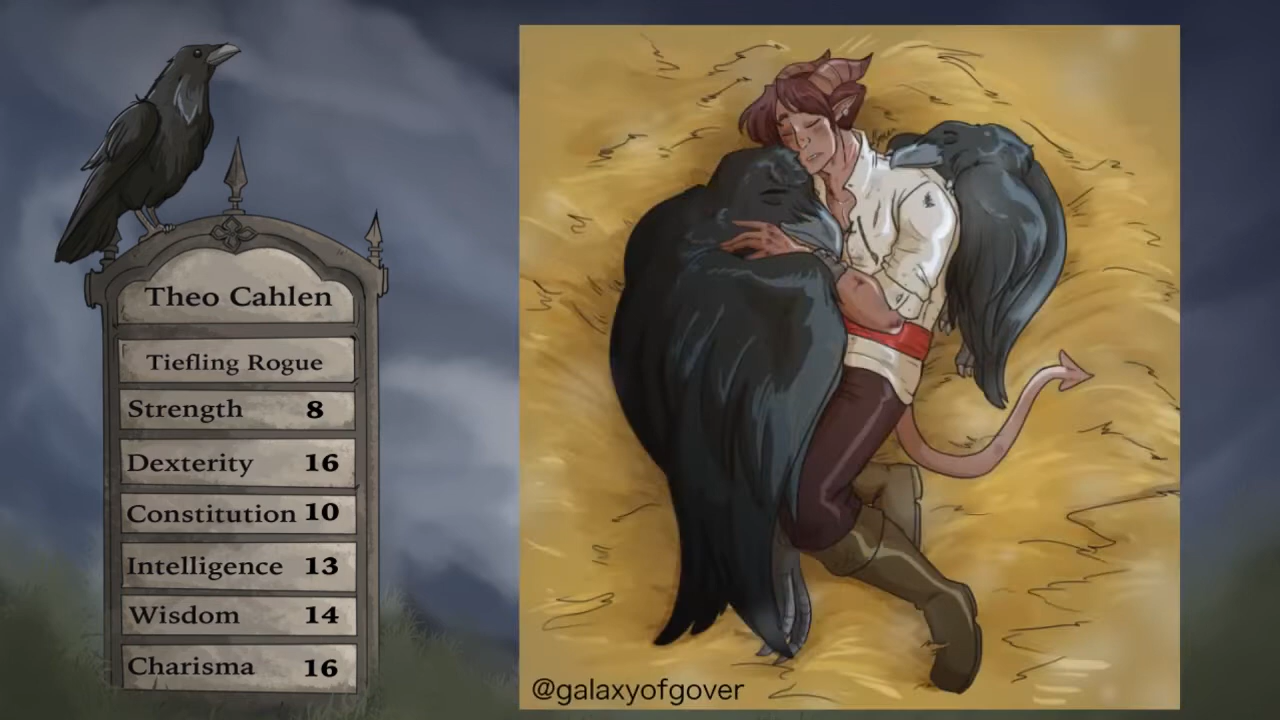 Theo Cahlen
Tiefling Rogue
Strength 8
Dexterity 16
Constitution 10
Intelligence 13
Wisdom 14
Charisma 16
@galaxyofgover